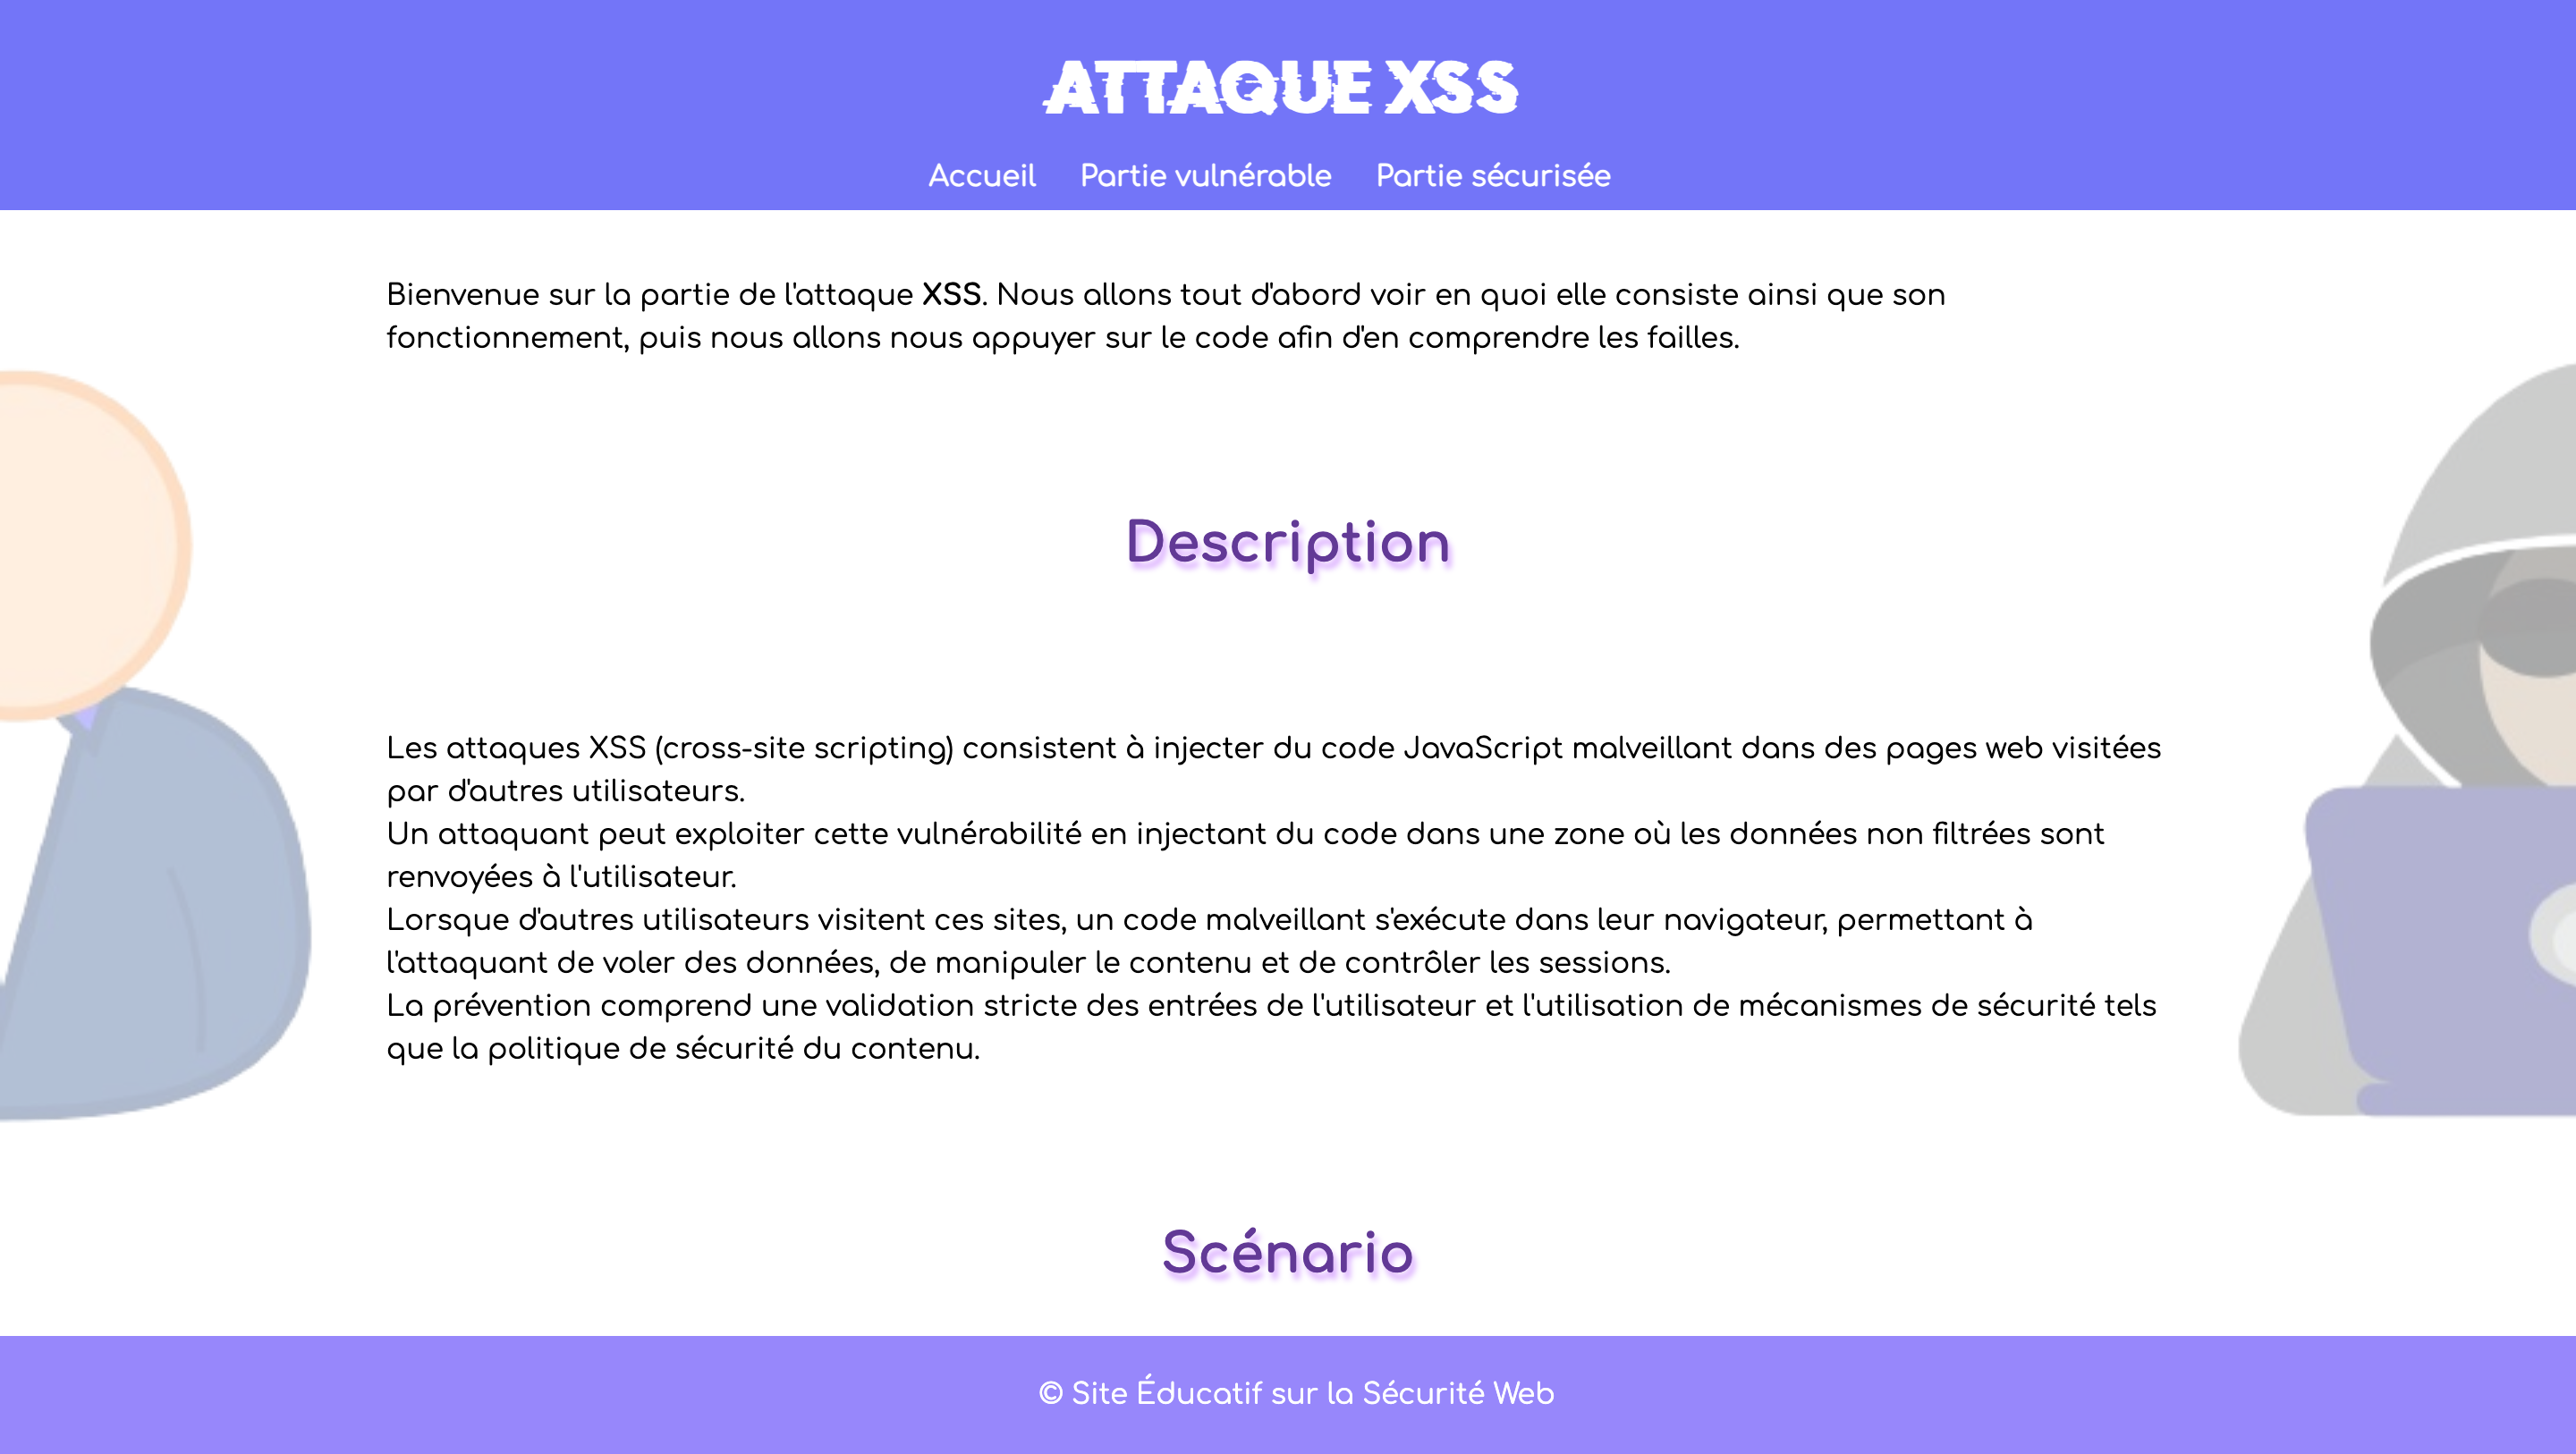 ATTAQUE XSS
Accueil Partie vulnérable Partie sécurisée
Bienvenue sur la partie de l'attaque XSS. Nous allons tout d'abord voir en quoi elle consiste ainsi que son
fonctionnement, puis nous allons nous appuyer sur le code afin d'en comprendre les failles.
Description
Les attaques XSS (cross-site scripting) consistent à injecter du code JavaScript malveillant dans des pages web visitées
par d'autres utilisateurs.
Un attaquant peut exploiter cette vulnérabilité en injectant du code dans une zone où les données non filtrées sont
renvoyées à l'utilisateur.
Lorsque d'autres utilisateurs visitent ces sites, un code malveillant s'exécute dans leur navigateur, permettant à
l'attaquant de voler des données, de manipuler le contenu et de contrôler les sessions.
La prévention comprend une validation stricte des entrées de l'utilisateur et l'utilisation de mécanismes de sécurité tels
que la politique de sécurité du contenu.
Scénario
© Site Éducatif sur la Sécurité Web